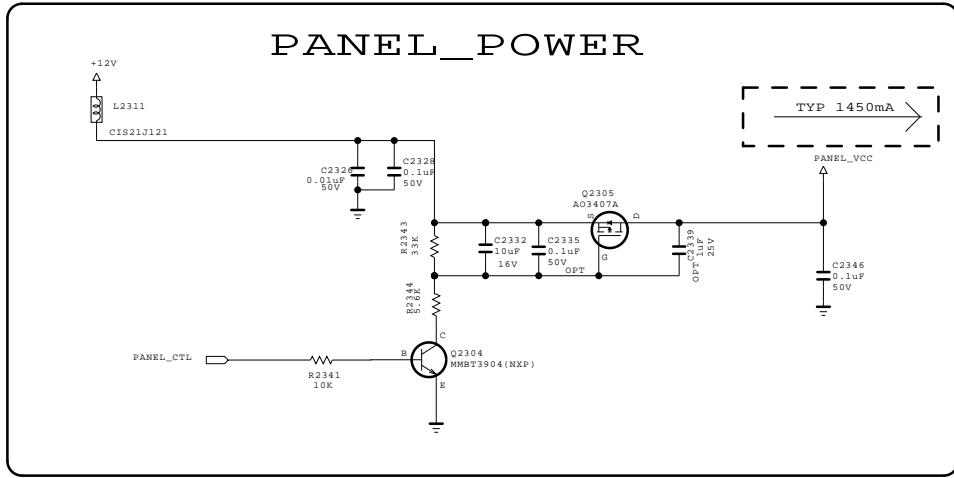 PANEL_POWER
+12V
L2311
CIS21J121
TYP 1450mA
PANEL_VCC
C2326
0.01uF
50V
C2328
0.1uF
50V
Q2305
AO3407A
S
D
G
R2343
33K
C2332
10uF
16V
C2335
0.1uF
50V
OPT
C2339
1uF
25V
OPT
C2346
0.1uF
50V
R2344
5.6K
PANEL_CTL
R2341
10K
B
C
E
Q2304
MMBT3904(NXP)